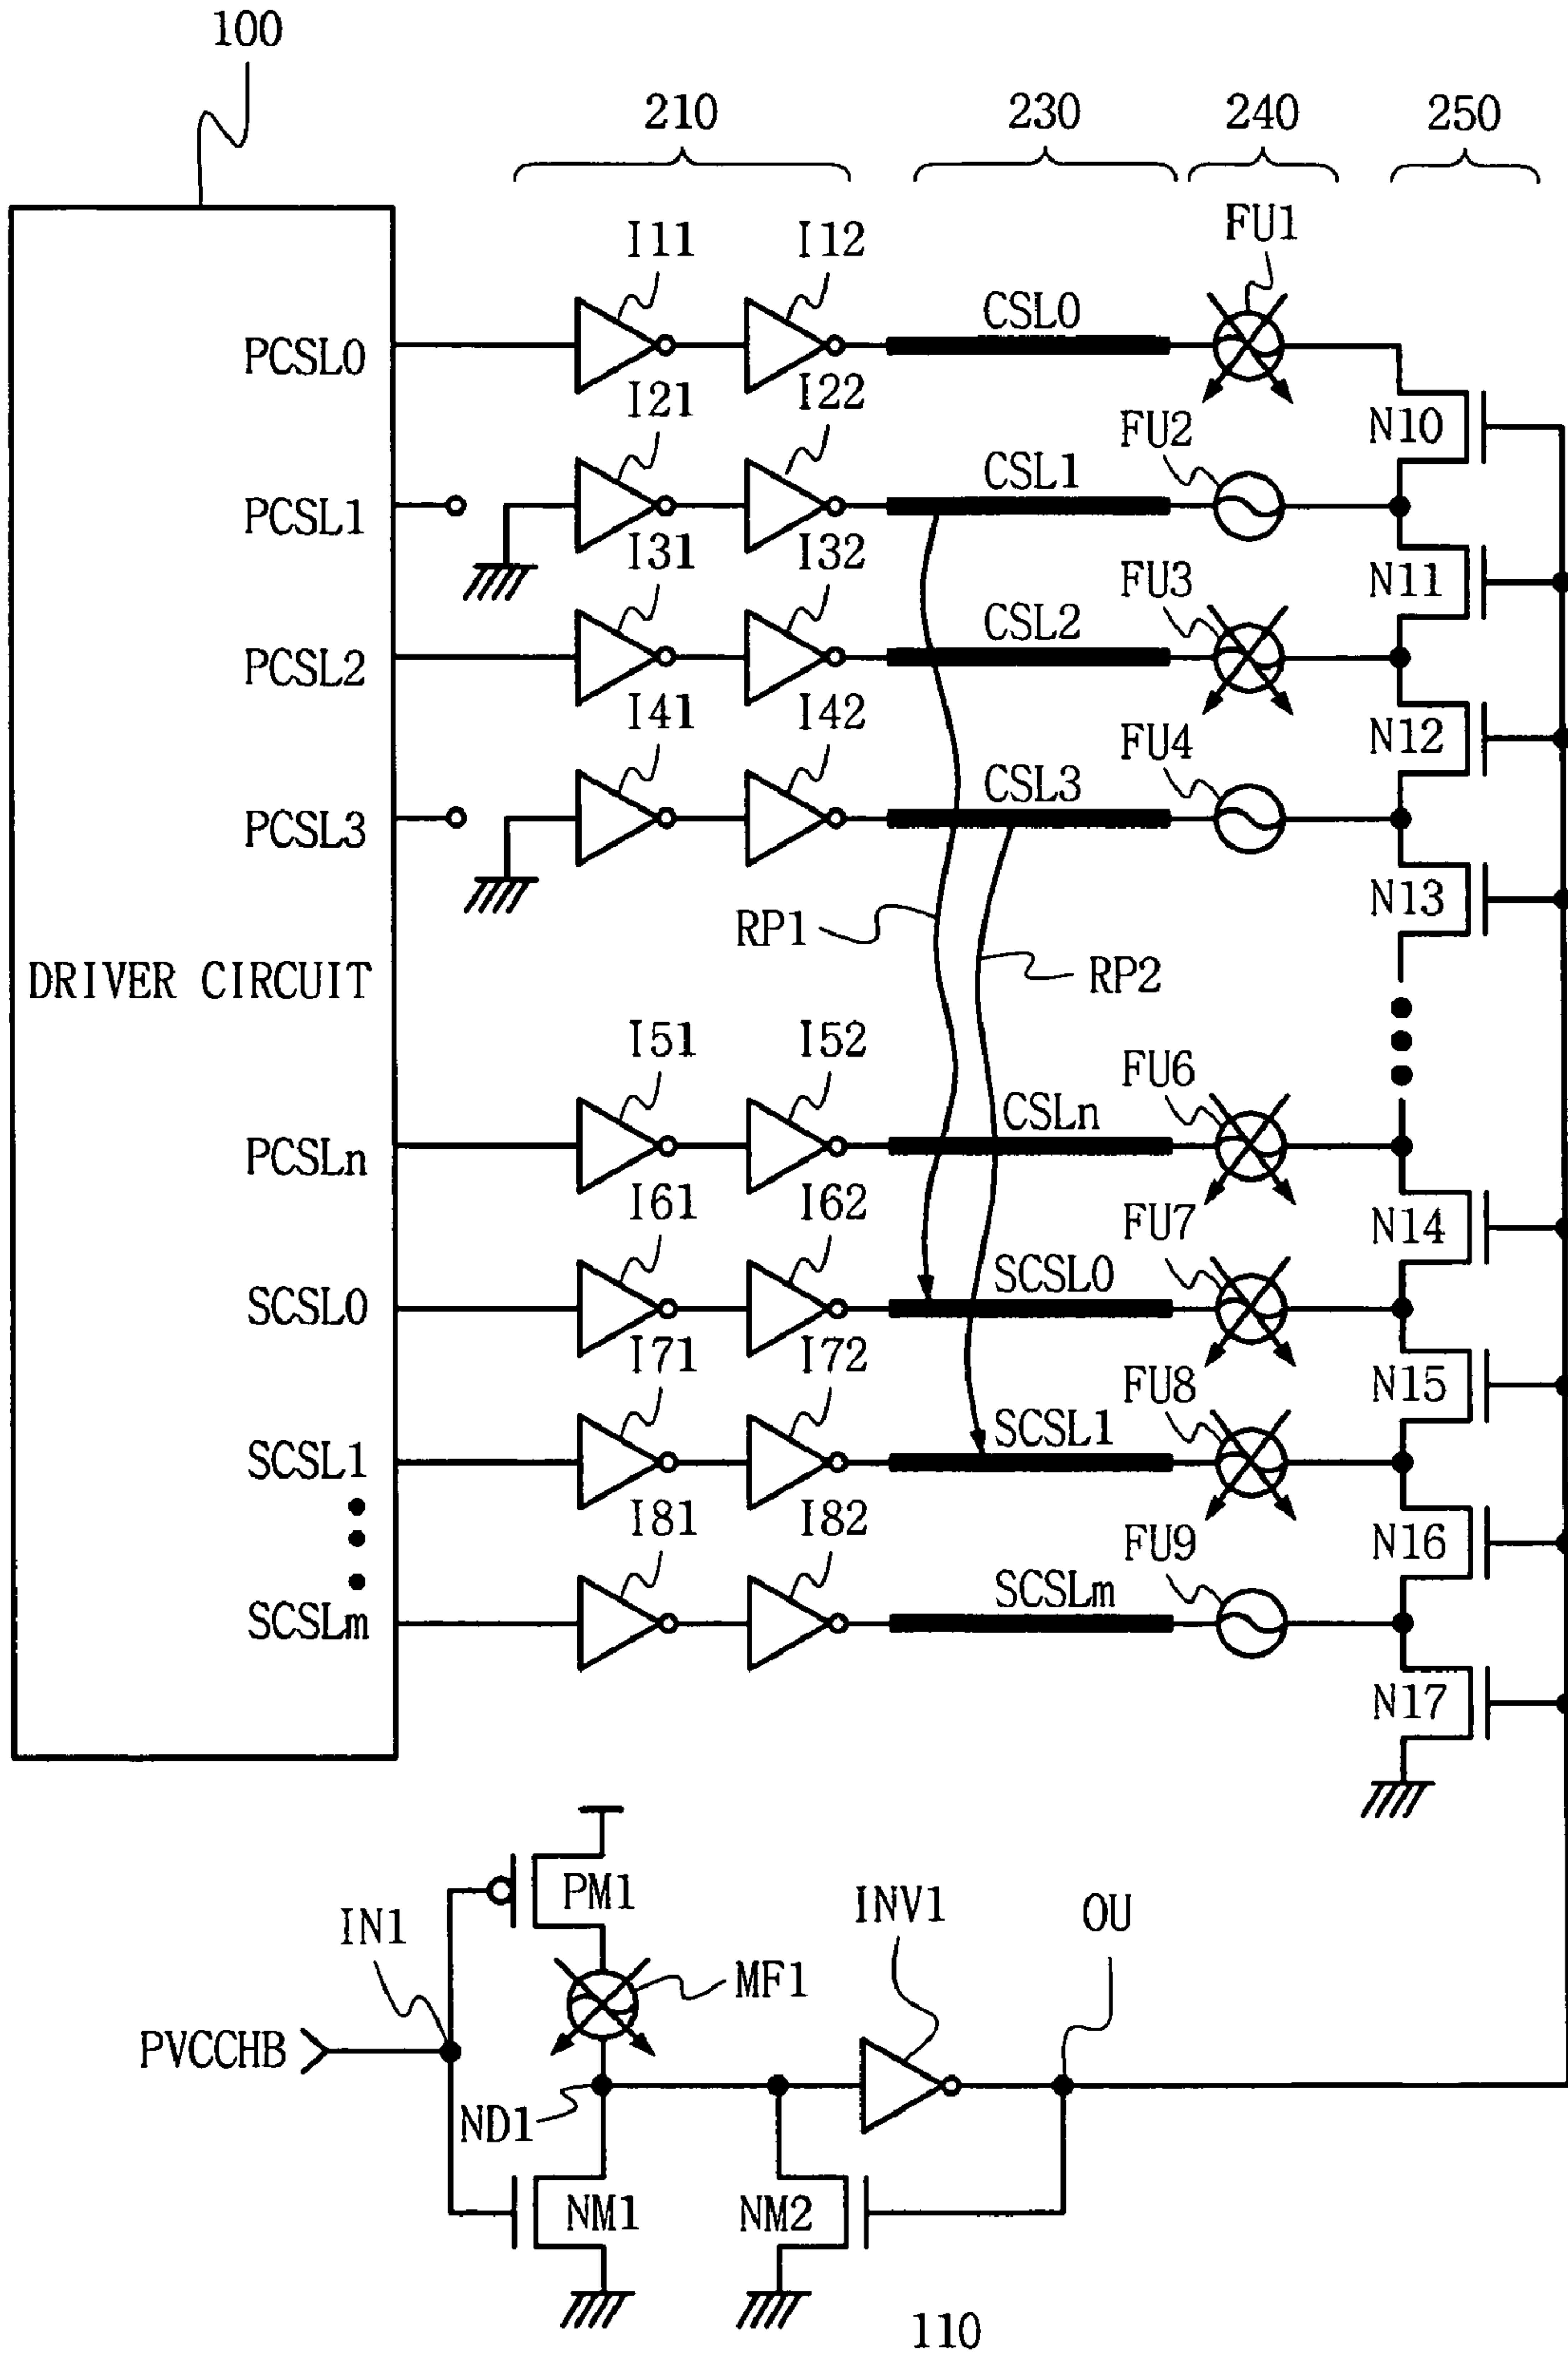 100
210
230
240
250
I11
I12
CSL0
FU1
PCSL0
N10
I21
I22
CSL1
FU2
PCSL1
N11
I31
I32
CSL2
FU3
PCSL2
N12
I41
I42
CSL3
FU4
PCSL3
N13
RP1
RP2
DRIVER CIRCUIT
I51
I52
CSLn
FU6
PCSLn
N14
I61
I62
SCSL0
FU7
SCSL0
N15
I71
I72
SCSL1
FU8
SCSL1
N16
I81
I82
SCSLm
FU9
SCSLm
N17
PM1
IN1
INV1
OU
MF1
PVCCHB
ND1
NM1
NM2
110